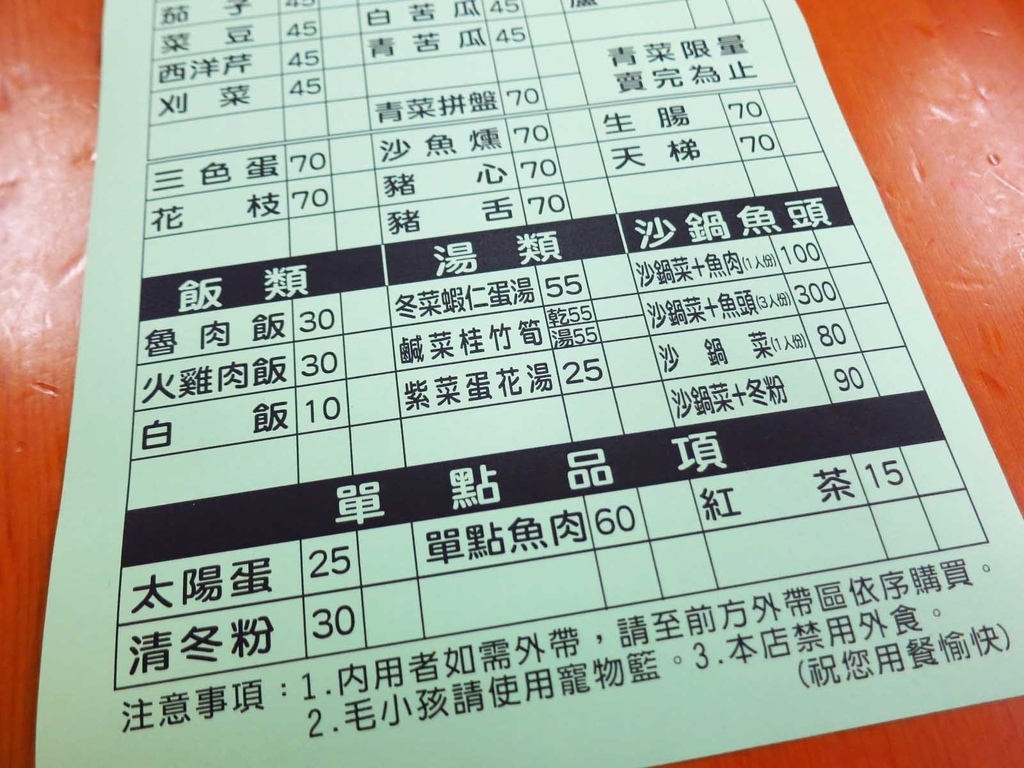 茄子 45 白苦瓜 45
菜豆 45 青苦瓜 45
西洋芹 45
刈菜 45 青菜拼盤 70
青菜限量
賣完為止
三色蛋 70 沙魚燻 70 生腸 70
花枝 70 豬心 70 天梯 70
豬舌 70
飯類 湯類 沙鍋魚頭
魯肉飯 30 冬菜蝦仁蛋湯 55 沙鍋菜+魚肉(1人份) 100
火雞肉飯 30 鹹菜桂竹筍 乾55 湯55 沙鍋菜+魚頭(3人份) 300
白飯 10 紫菜蛋花湯 25 沙鍋菜(1人份) 80
沙鍋菜+冬粉 90
單點品項
太陽蛋 25 單點魚肉 60 紅茶 15
清冬粉 30
注意事項：1.內用者如需外帶，請至前方外帶區依序購買。
2.毛小孩請使用寵物籃。3.本店禁用外食。
(祝您用餐愉快)